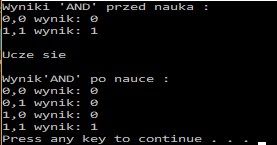 Wyniki 'AND' przed nauka :
0,0 wynik: 0
1,1 wynik: 1
Ucze sie
Wynik'AND' po nauce :
0,0 wynik: 0
0,1 wynik: 0
1,0 wynik: 0
1,1 wynik: 1
Press any key to continue . . .